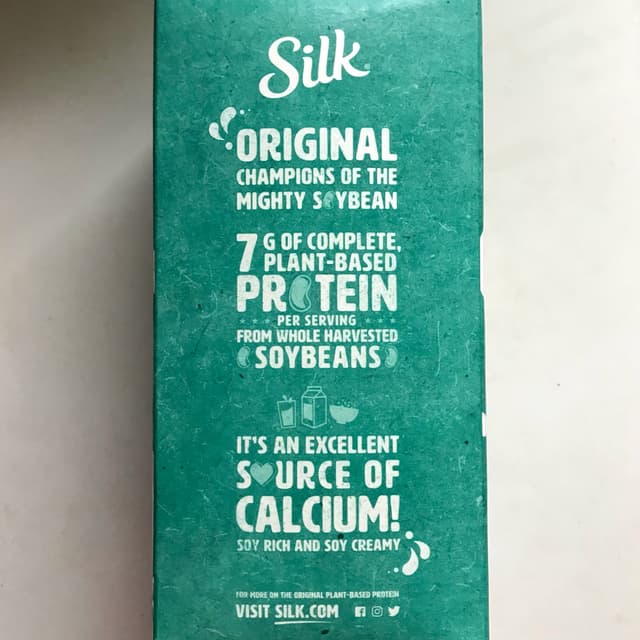 Silk
ORIGINAL
CHAMPIONS OF THE
MIGHTY SOYBEAN
7 G OF COMPLETE,
PLANT-BASED
PROTEIN
PER SERVING
FROM WHOLE HARVESTED
SOYBEANS
IT'S AN EXCELLENT
SOURCE OF
CALCIUM!
SOY RICH AND SOY CREAMY
FOR MORE ON THE ORIGINAL PLANT-BASED PROTEIN
VISIT SILK.COM